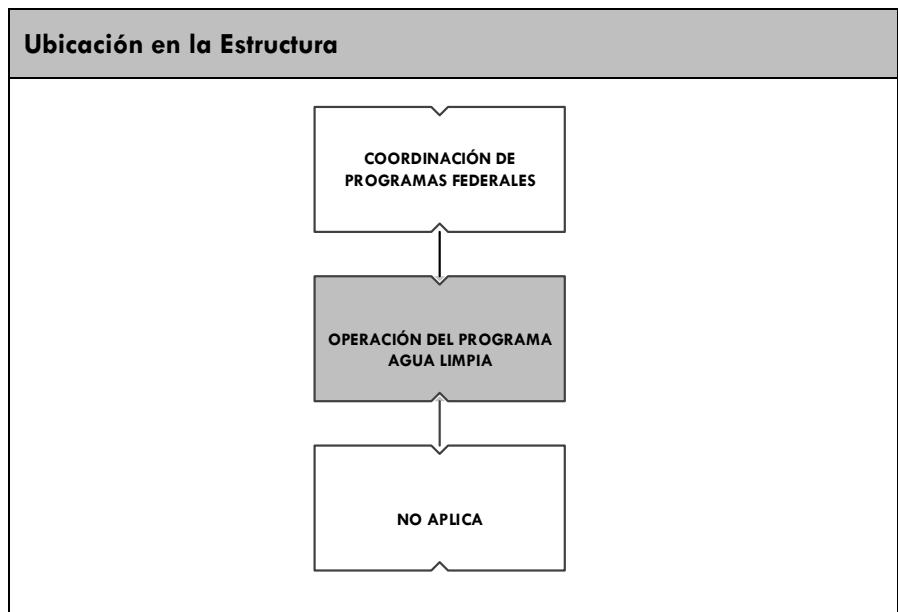 Ubicación en la Estructura
COORDINACIÓN DE
PROGRAMAS FEDERALES
OPERACIÓN DEL PROGRAMA
AGUA LIMPIA
NO APLICA